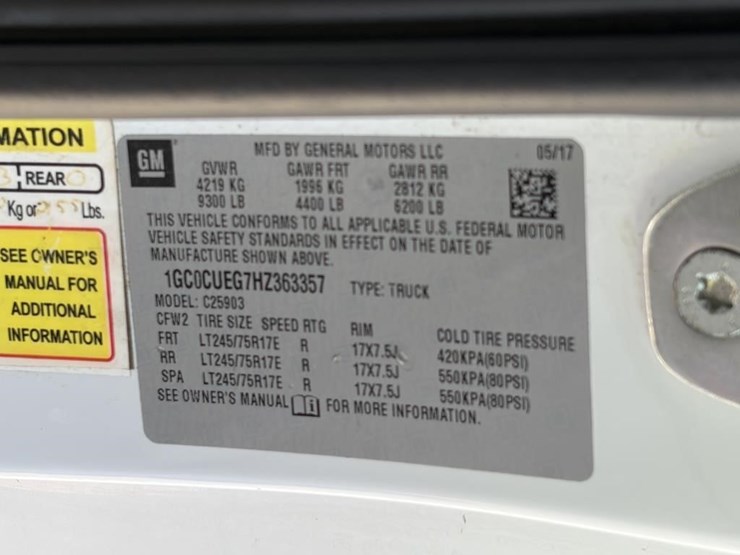 MATION
REAR
Kg or Lbs.
SEE OWNER'S
MANUAL FOR
ADDITIONAL
INFORMATION
GM
MFD BY GENERAL MOTORS LLC 05/17
GVWR GAWR FRT GAWR RR
4219 KG 1996 KG 2812 KG
9300 LB 4400 LB 6200 LB
THIS VEHICLE CONFORMS TO ALL APPLICABLE U.S. FEDERAL MOTOR
VEHICLE SAFETY STANDARDS IN EFFECT ON THE DATE OF
MANUFACTURE SHOWN ABOVE.
1GC0CUEG7HZ363357 TYPE: TRUCK
MODEL: C25903
CFW2 TIRE SIZE SPEED RTG RIM COLD TIRE PRESSURE
FRT LT245/75R17E R 17X7.5J 420KPA(60PSI)
RR LT245/75R17E R 17X7.5J 550KPA(80PSI)
SPA LT245/75R17E R 17X7.5J 550KPA(80PSI)
SEE OWNER'S MANUAL FOR MORE INFORMATION.